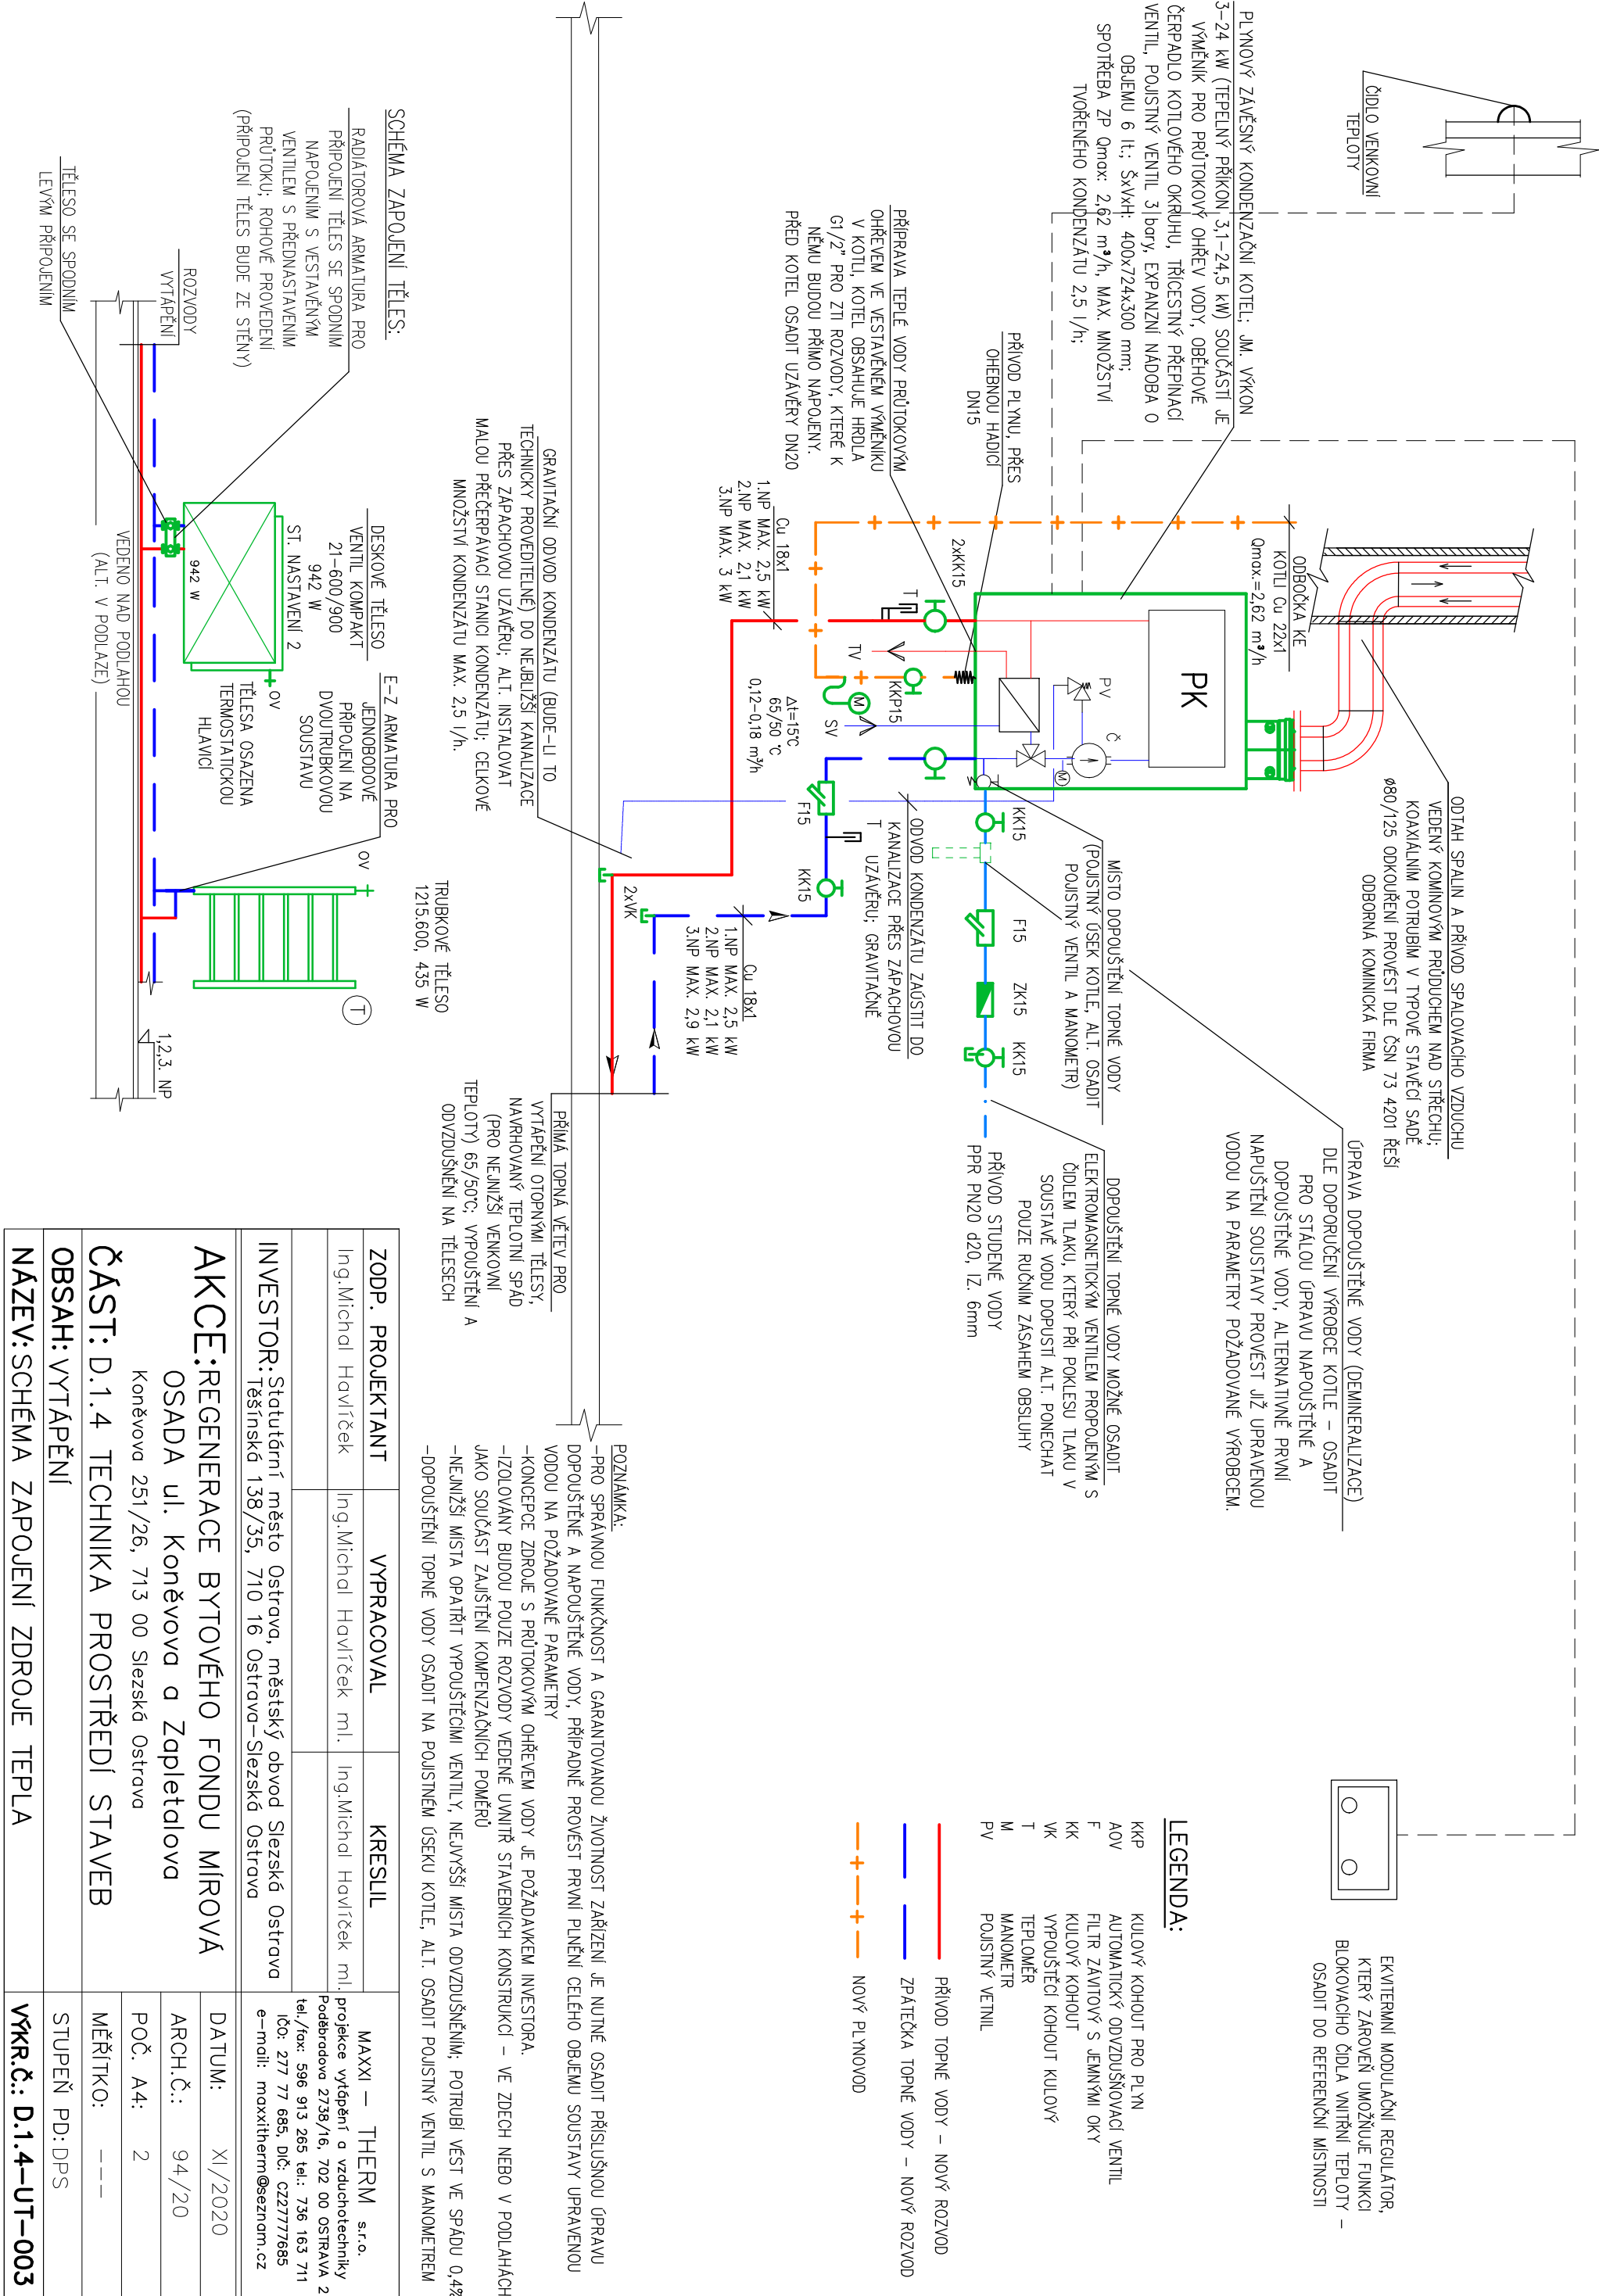 ČIDLO VENKOVNÍ
TEPLOTY
PLYNOVÝ ZÁVĚSNÝ KONDENZAČNÍ KOTEL; JM. VÝKON
3-24 kW (TEPELNÝ PŘÍKON 3,1-24,5 kW) SOUČÁSTÍ JE
VÝMĚNÍK PRO PRŮTOKOVÝ OHŘEV VODY, OBĚHOVÉ
ČERPADLO KOTLOVÉHO OKRUHU, TŘÍCESTNÝ PŘEPÍNACÍ
VENTIL, POJISTNÝ VENTIL 3 bary, EXPANZNÍ NÁDOBA O
OBJEMU 6 lt.; ŠxVxH: 400x724x300 mm;
SPOTŘEBA ZP Qmax: 2,62 m³/h, MAX. MNOŽSTVÍ
TVOŘENÉHO KONDENZÁTU 2,5 l/h;
PŘÍVOD PLYNU, PŘES
OHEBNOU HADICÍ
DN15
PŘÍPRAVA TEPLÉ VODY PRŮTOKOVÝM
OHŘEVEM VE VESTAVĚNÉM VÝMĚNÍKU
V KOTLI, KOTEL OBSAHUJE HRDLA
G1/2" PRO ZTI ROZVODY, KTERÉ K
NĚMU BUDOU PŘÍMO NAPOJENY.
PŘED KOTEL OSADIT UZÁVĚRY DN20
ODBOČKA KE
KOTLI Cu 22x1
Qmax.=2,62 m³/h
PK
PV
Č
M
T
2xKK15
T
TV
KKP15
M
SV
Δt=15°C
65/50 °C
0,12-0,18 m³/h
Cu 18x1
1.NP MAX. 2,5 kW
2.NP MAX. 2,1 kW
3.NP MAX. 3 kW
F15
T
KK15
KK15
F15
ZK15
KK15
2xVK
Cu 18x1
1.NP MAX. 2,5 kW
2.NP MAX. 2,1 kW
3.NP MAX. 2,9 kW
ODTAH SPALIN A PŘÍVOD SPALOVACÍHO VZDUCHU
VEDENÝ KOMÍNOVÝM PRŮDUCHEM NAD STŘECHU;
KOAXIÁLNÍM POTRUBÍM V TYPOVÉ STAVĚCÍ SADĚ
ø80/125 ODKOUŘENÍ PROVÉST DLE ČSN 73 4201 ŘEŠÍ
ODBORNÁ KOMINICKÁ FIRMA
ÚPRAVA DOPOUŠTĚNÉ VODY (DEMINERALIZACE)
DLE DOPORUČENÍ VÝROBCE KOTLE - OSADIT
PRO STÁLOU ÚPRAVU NAPOUŠTĚNÉ A
DOPOUŠTĚNÉ VODY, ALTERNATIVNĚ PRVNÍ
NAPUŠTĚNÍ SOUSTAVY PROVÉST JIŽ UPRAVENOU
VODOU NA PARAMETRY POŽADOVANÉ VÝROBCEM.
MÍSTO DOPOUŠTĚNÍ TOPNÉ VODY
(POJISTNÝ ÚSEK KOTLE, ALT. OSADIT
POJISTNÝ VENTIL A MANOMETR)
DOPOUŠTĚNÍ TOPNÉ VODY MOŽNÉ OSADIT
ELEKTROMAGNETICKÝM VENTILEM PROPOJENÝM S
ČIDLEM TLAKU, KTERÝ PŘI POKLESU TLAKU V
SOUSTAVĚ VODU DOPUSTÍ ALT. PONECHAT
POUZE RUČNÍM ZÁSAHEM OBSLUHY
PŘÍVOD STUDENÉ VODY
PPR PN20 d20, IZ. 6mm
ODVOD KONDENZÁTU ZAÚSTIT DO
KANALIZACE PŘES ZÁPACHOVOU
UZÁVĚRU; GRAVITAČNĚ
GRAVITAČNÍ ODVOD KONDENZÁTU (BUDE-LI TO
TECHNICKY PROVEDITELNÉ) DO NEJBLIŽŠÍ KANALIZACE
PŘES ZÁPACHOVOU UZÁVĚRU; ALT. INSTALOVAT
MALOU PŘEČERPÁVACÍ STANICI KONDENZÁTU; CELKOVÉ
MNOŽSTVÍ KONDENZÁTU MAX. 2,5 l/h.
PŘÍMÁ TOPNÁ VĚTEV PRO
VYTÁPĚNÍ OTOPNÝMI TĚLESY,
NAVRHOVANÝ TEPLOTNÍ SPÁD
(PRO NEJNIŽŠÍ VENKOVNÍ
TEPLOTY) 65/50°C; VYPOUŠTĚNÍ A
ODVZDUŠNĚNÍ NA TĚLESECH
SCHÉMA ZAPOJENÍ TĚLES:
RADIÁTOROVÁ ARMATURA PRO
PŘIPOJENÍ TĚLES SE SPODNÍM
NAPOJENÍM S VESTAVĚNÝM
VENTILEM S PŘEDNASTAVENÍM
PRŮTOKU; ROHOVÉ PROVEDENÍ
(PŘIPOJENÍ TĚLES BUDE ZE STĚNY)
ROZVODY
VYTÁPĚNÍ
TĚLESO SE SPODNÍM
LEVÝM PŘIPOJENÍM
DESKOVÉ TĚLESO
VENTIL KOMPAKT
21-600/900
942 W
ST. NASTAVENÍ 2
942 W
OV
TĚLESA OSAZENA
TERMOSTATICKOU
HLAVICÍ
E-Z ARMATURA PRO
JEDNOBODOVÉ
PŘIPOJENÍ NA
DVOUTRUBKOVOU
SOUSTAVU
OV
TRUBKOVÉ TĚLESO
1215.600, 435 W
T
VEDENO NAD PODLAHOU
(ALT. V PODLAZE)
1,2,3. NP
EKVITERMNÍ MODULAČNÍ REGULÁTOR,
KTERÝ ZÁROVEŇ UMOŽŇUJE FUNKCI
BLOKOVACÍHO ČIDLA VNITŘNÍ TEPLOTY -
OSADIT DO REFERENČNÍ MÍSTNOSTI
LEGENDA:
KKP KULOVÝ KOHOUT PRO PLYN
AOV AUTOMATICKÝ ODVZDUŠŇOVACÍ VENTIL
F FILTR ZÁVITOVÝ S JEMNÝMI OKY
KK KULOVÝ KOHOUT
VK VYPOUŠTĚCÍ KOHOUT KULOVÝ
T TEPLOMĚR
M MANOMETR
PV POJISTNÝ VETNIL
PŘÍVOD TOPNÉ VODY - NOVÝ ROZVOD
ZPÁTEČKA TOPNÉ VODY - NOVÝ ROZVOD
NOVÝ PLYNOVOD
POZNÁMKA:
-PRO SPRÁVNOU FUNKČNOST A GARANTOVANOU ŽIVOTNOST ZAŘÍZENÍ JE NUTNÉ OSADIT PŘÍSLUŠNOU ÚPRAVU
DOPOUŠTĚNÉ A NAPOUŠTĚNÉ VODY, PŘÍPADNĚ PROVÉST PRVNÍ PLNĚNÍ CELÉHO OBJEMU SOUSTAVY UPRAVENOU
VODOU NA POŽADOVANÉ PARAMETRY
-KONCEPCE ZDROJE S PRŮTOKOVÝM OHŘEVEM VODY JE POŽADAVKEM INVESTORA.
-IZOLOVÁNY BUDOU POUZE ROZVODY VEDENÉ UVNITŘ STAVEBNÍCH KONSTRUKCÍ - VE ZDECH NEBO V PODLAHÁCH
JAKO SOUČÁST ZAJIŠTĚNÍ KOMPENZAČNÍCH POMĚRŮ
-NEJNIŽŠÍ MÍSTA OPATŘIT VYPOUŠTĚCÍMI VENTILY, NEJVYŠŠÍ MÍSTA ODVZDUŠNĚNÍM; POTRUBÍ VÉST VE SPÁDU 0,4%
-DOPOUŠTĚNÍ TOPNÉ VODY OSADIT NA POJISTNÉM ÚSEKU KOTLE, ALT. OSADIT POJISTNÝ VENTIL S MANOMETREM
ZODP. PROJEKTANT VYPRACOVAL KRESLIL
Ing.Michal Havlíček Ing.Michal Havlíček ml. Ing.Michal Havlíček ml.
MAXXI - THERM s.r.o.
projekce vytápění a vzduchotechniky
Poděbradova 2738/16, 702 00 OSTRAVA 2
tel./fax: 596 913 265 tel.: 736 163 711
IČO: 277 77 685, DIČ: CZ27777685
e-mail: maxxitherm@seznam.cz
INVESTOR: Statutární město Ostrava, městský obvod Slezská Ostrava
Těšínská 138/35, 710 16 Ostrava-Slezská Ostrava
AKCE: REGENERACE BYTOVÉHO FONDU MÍROVÁ
OSADA ul. Koněvova a Zapletalova
Koněvova 251/26, 713 00 Slezská Ostrava
DATUM: XI/2020
ARCH.Č.: 94/20
POČ. A4: 2
ČÁST: D.1.4 TECHNIKA PROSTŘEDÍ STAVEB
MĚŘÍTKO: ---
OBSAH: VYTÁPĚNÍ
STUPEŇ PD: DPS
NÁZEV: SCHÉMA ZAPOJENÍ ZDROJE TEPLA
VÝKR.Č.: D.1.4-UT-003